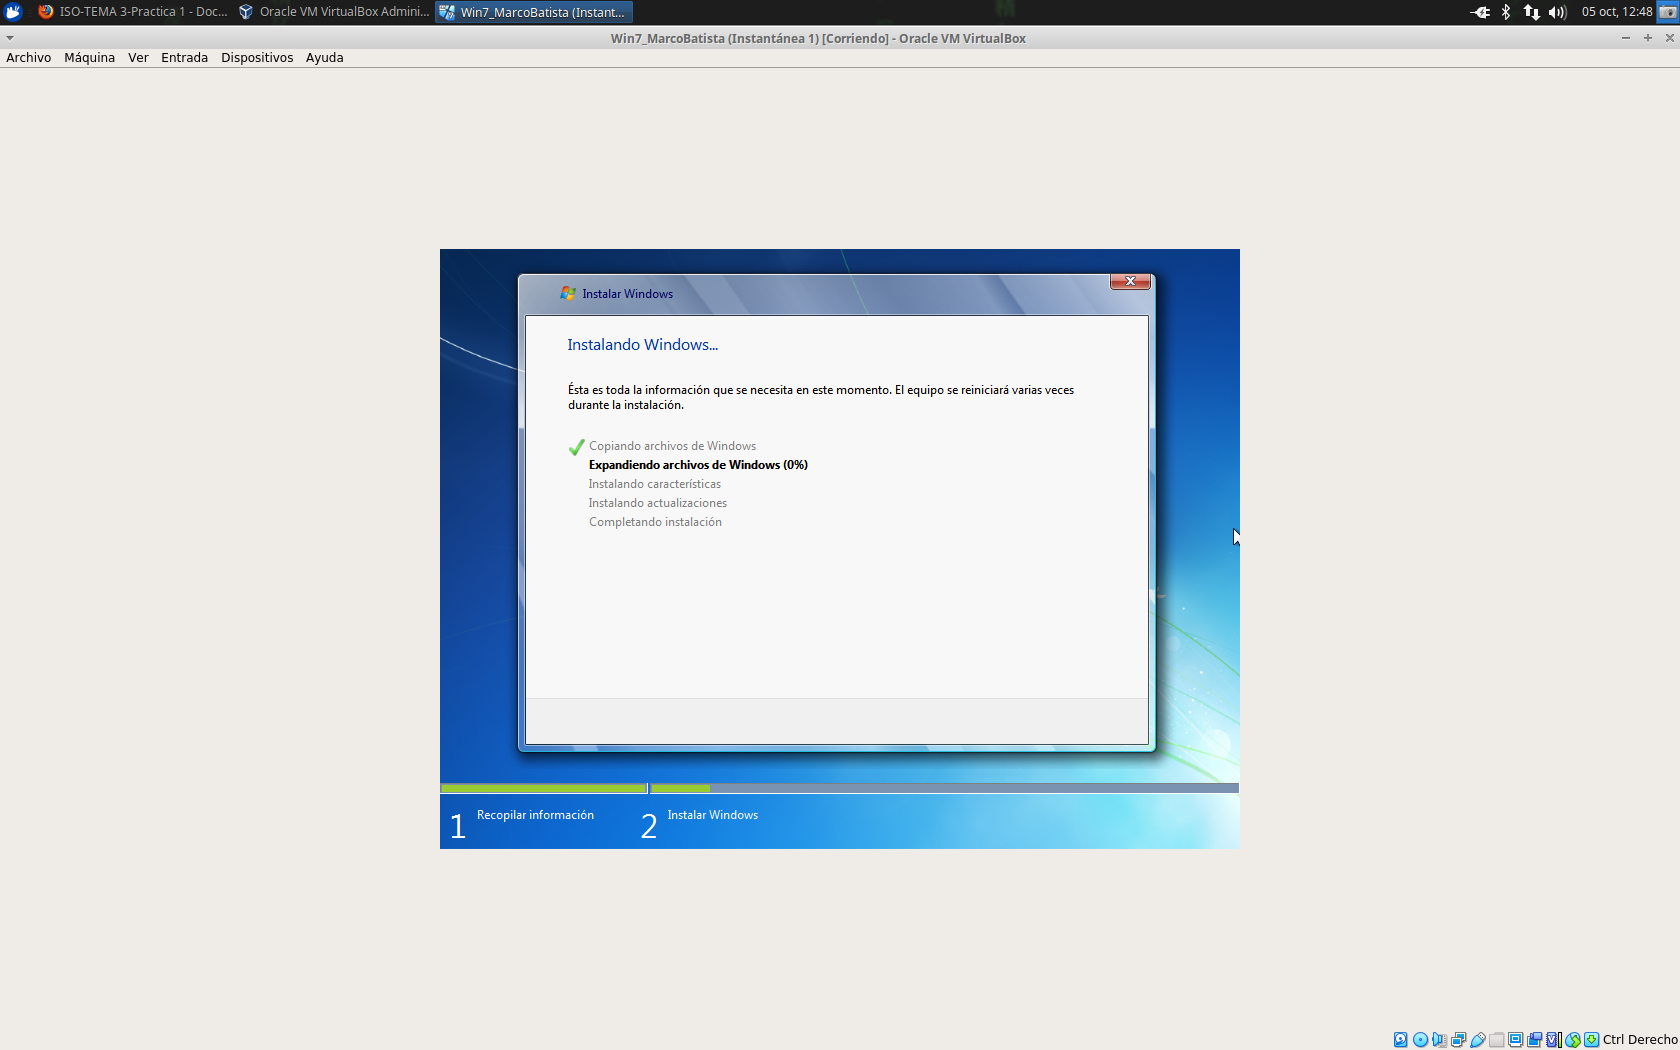 ISO-TEMA 3-Practica 1 - Doc... Oracle VM VirtualBox Admini... Win7_MarcoBatista (Instant... 05 oct, 12:48
Win7_MarcoBatista (Instantánea 1) [Corriendo] - Oracle VM VirtualBox
Archivo Máquina Ver Entrada Dispositivos Ayuda
Instalar Windows
Instalando Windows...
Ésta es toda la información que se necesita en este momento. El equipo se reiniciará varias veces
durante la instalación.
Copiando archivos de Windows
Expandiendo archivos de Windows (0%)
Instalando características
Instalando actualizaciones
Completando instalación
1 Recopilar información 2 Instalar Windows
Ctrl Derecho